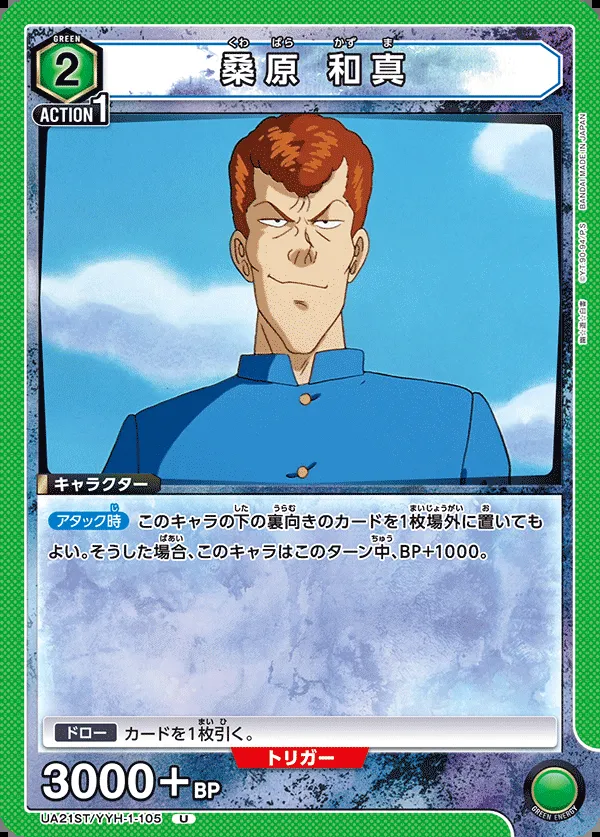 GREEN
2
ACTION 1
くわ ばら かず ま
桑原 和真
©Y.T.90-94/P.S BANDAI MADE IN JAPAN
キャラクター
アタック時 このキャラの下の裏向きのカードを1枚場外に置いても
よい。そうした場合、このキャラはこのターン中、BP+1000。
ドロー カードを1枚引く。
トリガー
3000+BP
GREEN ENERGY
UA21ST/YYH-1-105 U